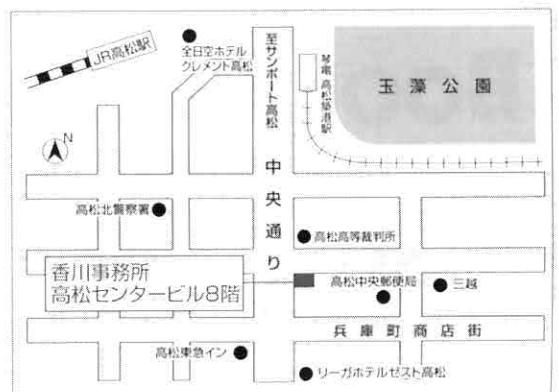 JR高松駅
全日空ホテル
クレメント高松
至サンポート高松
琴電 高松築港駅
玉藻公園
N
中央通り
高松北警察署
高松高等裁判所
香川事務所
高松センタービル8階
高松中央郵便局
三越
兵庫町商店街
高松東急イン
リーガホテルゼスト高松